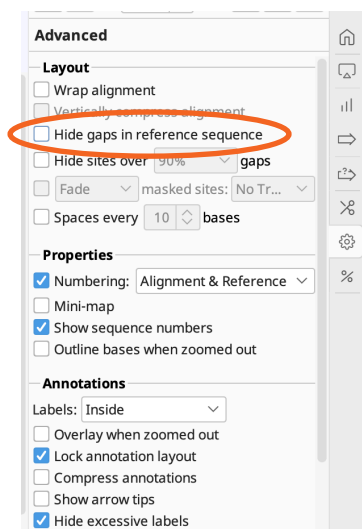 Advanced
Layout
Wrap alignment
Vertically compress alignment
Hide gaps in reference sequence
Hide sites over 90% gaps
Fade masked sites: No Tr...
Spaces every 10 bases
Properties
Numbering: Alignment & Reference
Mini-map
Show sequence numbers
Outline bases when zoomed out
Annotations
Labels: Inside
Overlay when zoomed out
Lock annotation layout
Compress annotations
Show arrow tips
Hide excessive labels